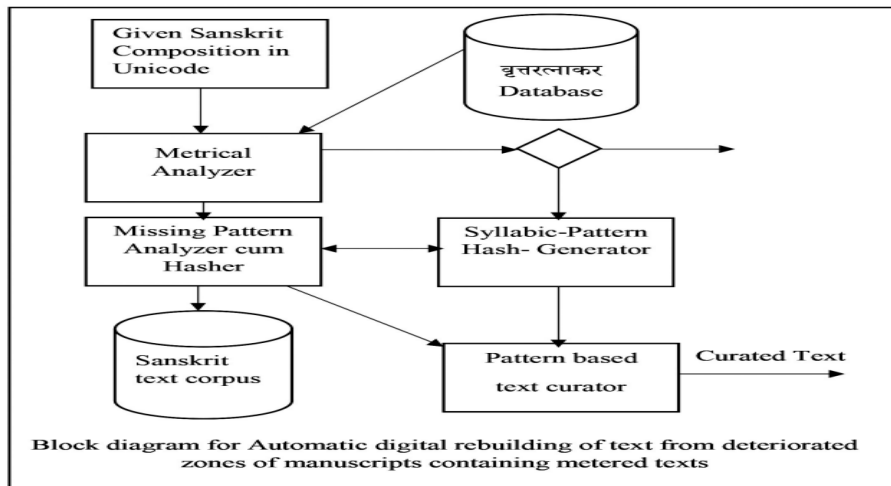 Given Sanskrit
Composition in
Unicode
वृत्तरत्नाकर
Database
Metrical
Analyzer
Missing Pattern
Analyzer cum
Hasher
Syllabic-Pattern
Hash- Generator
Sanskrit
text corpus
Pattern based
text curator
Curated Text
Block diagram for Automatic digital rebuilding of text from deteriorated
zones of manuscripts containing metered texts